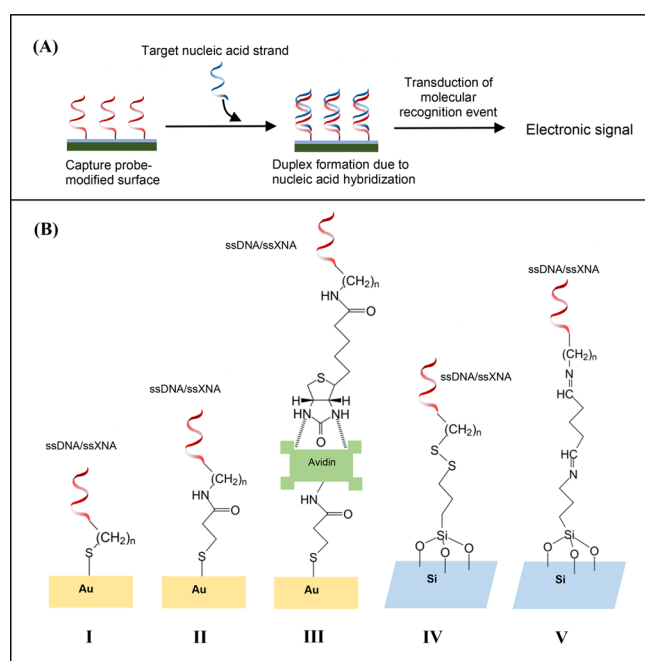 (A)
Target nucleic acid strand
Transduction of
molecular
recognition event
Electronic signal
Capture probe-
modified surface
Duplex formation due to
nucleic acid hybridization
(B)
ssDNA/ssXNA
(CH₂)n
HN
O
S
H
H
HN
NH
O
Avidin
HN
O
S
Au
III
ssDNA/ssXNA
(CH₂)n
S
Au
I
ssDNA/ssXNA
(CH₂)n
HN
O
S
Au
II
ssDNA/ssXNA
(CH₂)n
S
S
Si
O
O
O
Si
IV
ssDNA/ssXNA
(CH₂)n
N
HC
CH
N
Si
O
O
O
Si
V